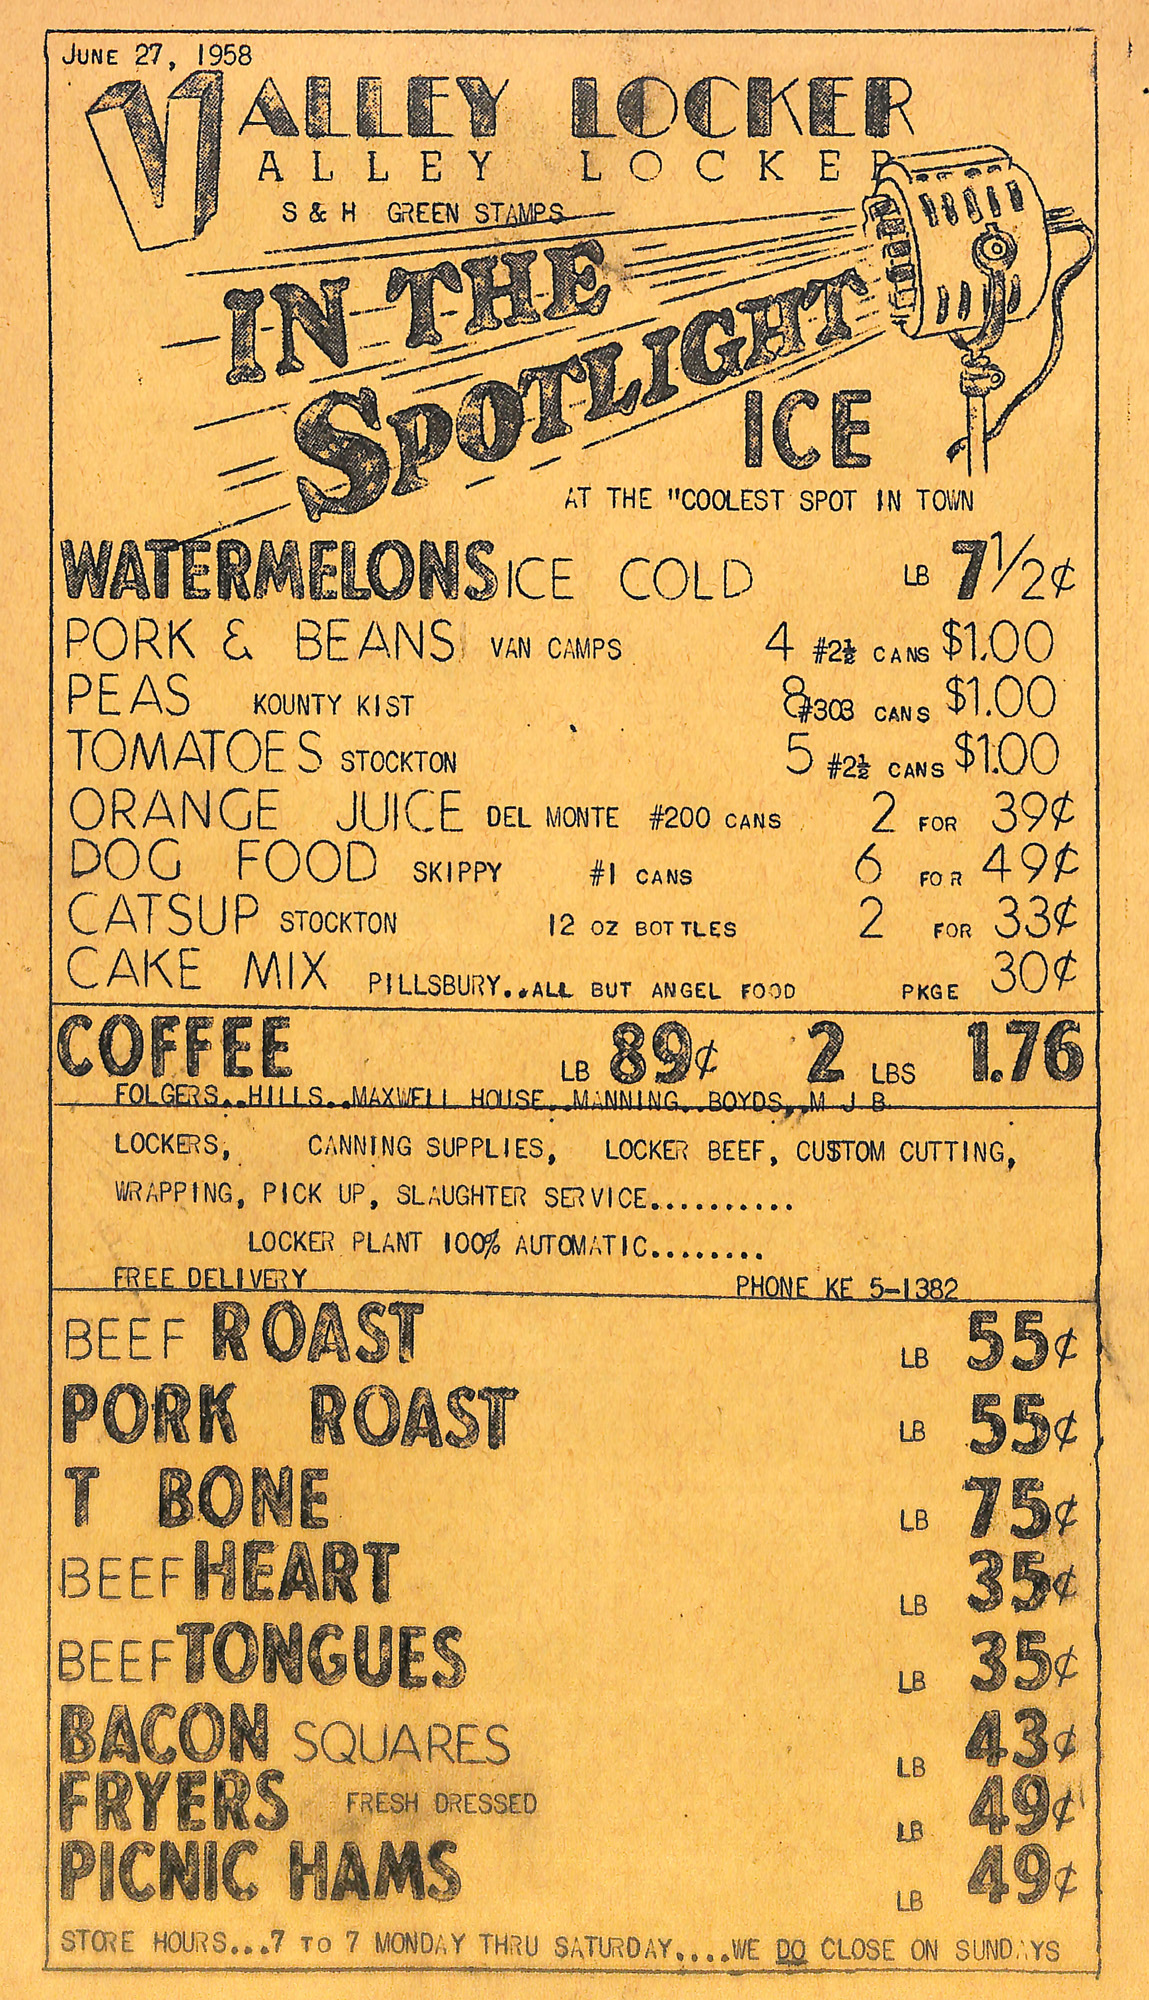 JUNE 27, 1958
VALLEY LOCKER
ALLEY LOCKER
S & H GREEN STAMPS
IN THE
SPOTLIGHT
ICE
AT THE "COOLEST SPOT IN TOWN
WATERMELONS ICE COLD LB 7 1/2¢
PORK & BEANS VAN CAMPS 4 #2½ CANS $1.00
PEAS KOUNTY KIST 8 #303 CANS $1.00
TOMATOES STOCKTON 5 #2½ CANS $1.00
ORANGE JUICE DEL MONTE #200 CANS 2 FOR 39¢
DOG FOOD SKIPPY #1 CANS 6 FOR 49¢
CATSUP STOCKTON 12 OZ BOTTLES 2 FOR 33¢
CAKE MIX PILLSBURY..ALL BUT ANGEL FOOD PKGE 30¢
COFFEE LB 89¢ 2 LBS 1.76
FOLGERS..HILLS..MAXWELL HOUSE..MANNING..BOYDS..M J B
LOCKERS, CANNING SUPPLIES, LOCKER BEEF, CUSTOM CUTTING,
WRAPPING, PICK UP, SLAUGHTER SERVICE..........
LOCKER PLANT 100% AUTOMATIC........
FREE DELIVERY PHONE KE 5-1382
BEEF ROAST LB 55¢
PORK ROAST LB 55¢
T BONE LB 75¢
BEEF HEART LB 35¢
BEEF TONGUES LB 35¢
BACON SQUARES LB 43¢
FRYERS FRESH DRESSED LB 49¢
PICNIC HAMS LB 49¢
STORE HOURS...7 TO 7 MONDAY THRU SATURDAY....WE DO CLOSE ON SUNDAYS